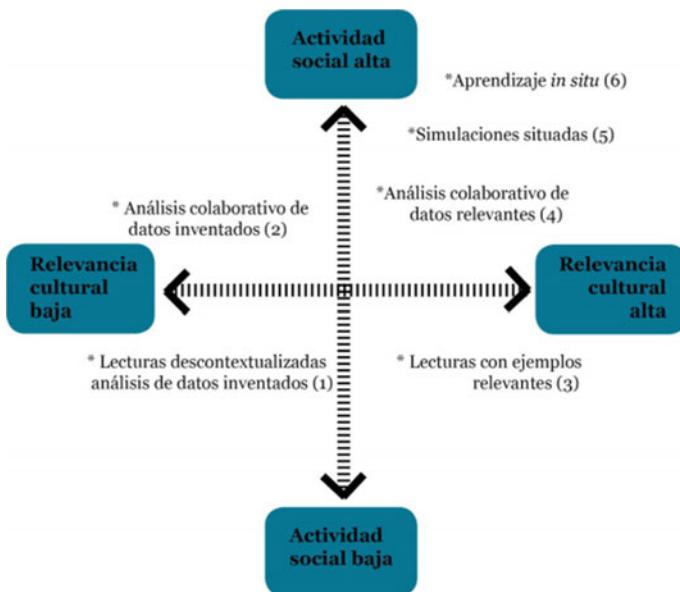 Actividad
social alta
*Aprendizaje in situ (6)
*Simulaciones situadas (5)
* Análisis colaborativo de
datos inventados (2)
*Análisis colaborativo de
datos relevantes (4)
Relevancia
cultural
baja
Relevancia
cultural
alta
* Lecturas descontextualizadas
análisis de datos inventados (1)
* Lecturas con ejemplos
relevantes (3)
Actividad
social baja